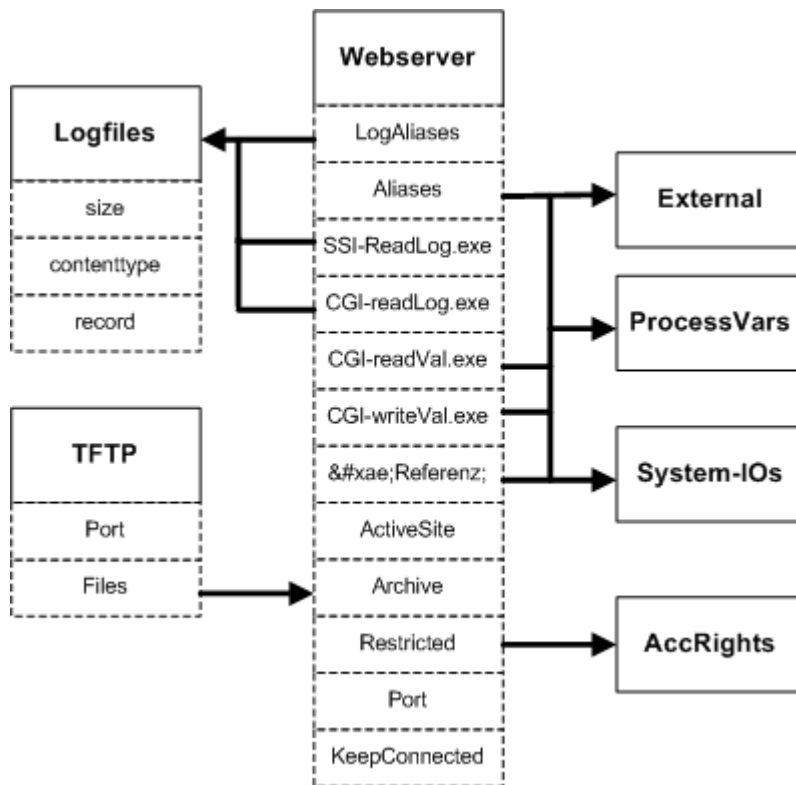 Webserver
LogAliases
Aliases
SSI-ReadLog.exe
CGI-readLog.exe
CGI-readVal.exe
CGI-writeVal.exe
&#xae;Referenz;
ActiveSite
Archive
Restricted
Port
KeepConnected
Logfiles
size
contenttype
record
TFTP
Port
Files
External
ProcessVars
System-IOs
AccRights